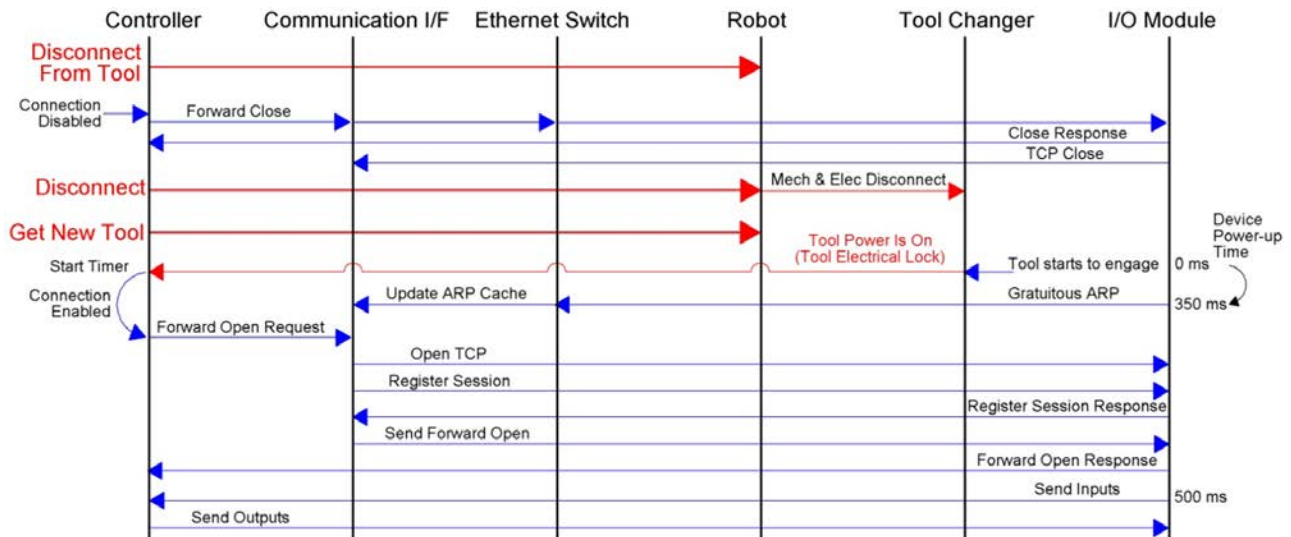 Controller Communication I/F Ethernet Switch Robot Tool Changer I/O Module
Disconnect
From Tool
Connection
Disabled
Forward Close
Close Response
TCP Close
Disconnect
Mech & Elec Disconnect
Get New Tool
Device
Power-up
Time
Tool Power Is On
(Tool Electrical Lock)
Start Timer
Tool starts to engage
0 ms
Connection
Enabled
Update ARP Cache
Gratuitous ARP
350 ms
Forward Open Request
Open TCP
Register Session
Register Session Response
Send Forward Open
Forward Open Response
Send Inputs
500 ms
Send Outputs